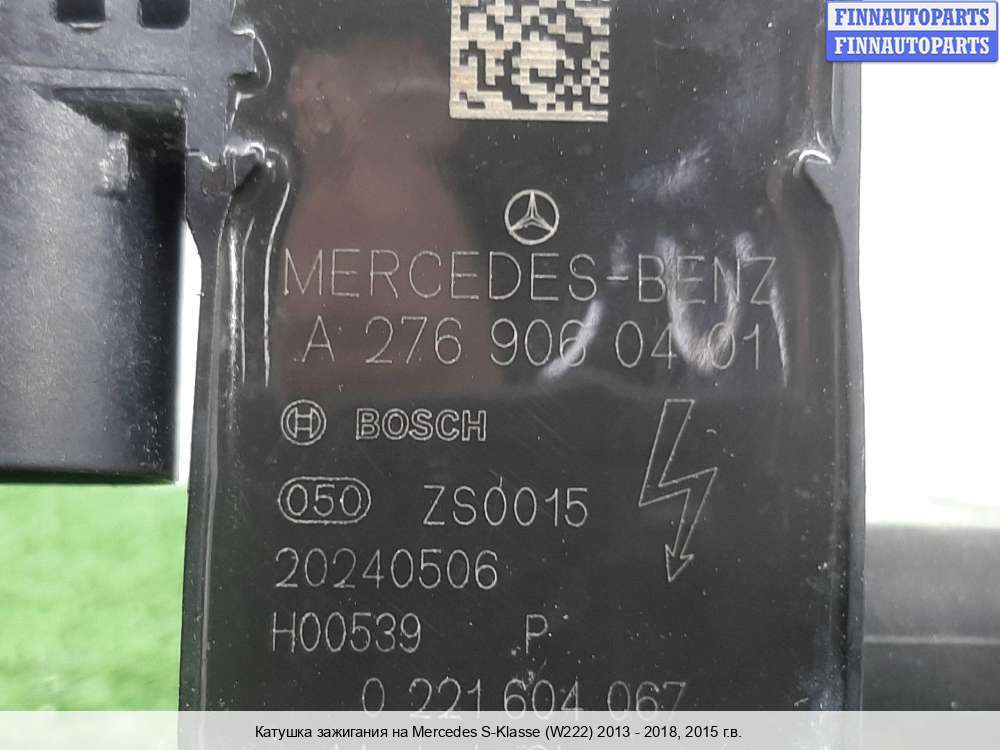 FINNAUTOPARTS
FINNAUTOPARTS
MERCEDES-BENZ
A 276 906 04 01
BOSCH
050 ZS0015
20240506
H00539 P
0 221 604 067
Катушка зажигания на Mercedes S-Klasse (W222) 2013 - 2018, 2015 г.в.